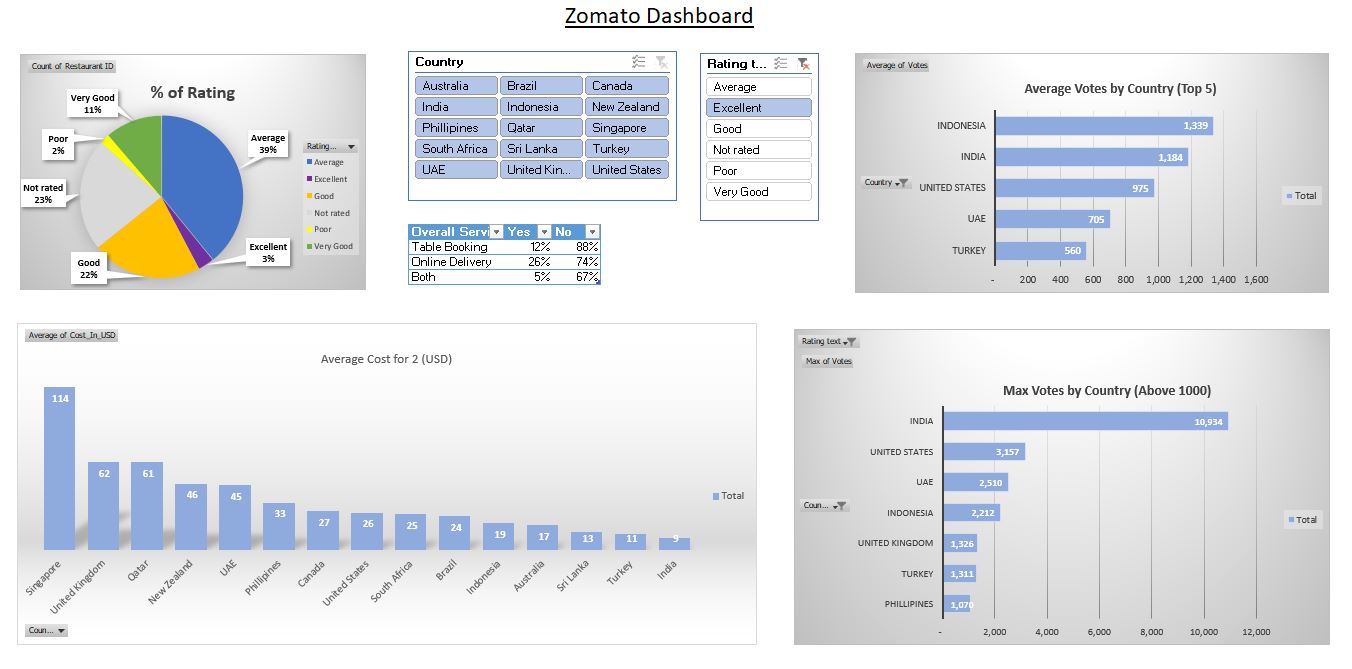 Zomato Dashboard
Count of Restaurant ID
% of Rating
Very Good
11%
Poor
2%
Not rated
23%
Good
22%
Average
39%
Excellent
3%
Rating...
Average
Excellent
Good
Not rated
Poor
Very Good
Country
Australia Brazil Canada
India Indonesia New Zealand
Phillipines Qatar Singapore
South Africa Sri Lanka Turkey
UAE United Kin... United States
Rating t...
Average
Excellent
Good
Not rated
Poor
Very Good
Overall Servi Yes No
Table Booking 12% 88%
Online Delivery 26% 74%
Both 5% 67%
Average of Votes
Average Votes by Country (Top 5)
Country
INDONESIA 1,339
INDIA 1,184
UNITED STATES 975
UAE 705
TURKEY 560
- 200 400 600 800 1,000 1,200 1,400 1,600
Total
Average of Cost_In_USD
Average Cost for 2 (USD)
114 62 61 46 45 33 27 26 25 24 19 17 13 11 9
Singapore United Kingdom Qatar New Zealand UAE Phillipines Canada United States South Africa Brazil Indonesia Australia Sri Lanka Turkey India
Total
Coun...
Rating text
Max of Votes
Max Votes by Country (Above 1000)
Coun...
INDIA 10,934
UNITED STATES 3,157
UAE 2,510
INDONESIA 2,212
UNITED KINGDOM 1,326
TURKEY 1,311
PHILLIPINES 1,070
- 2,000 4,000 6,000 8,000 10,000 12,000
Total